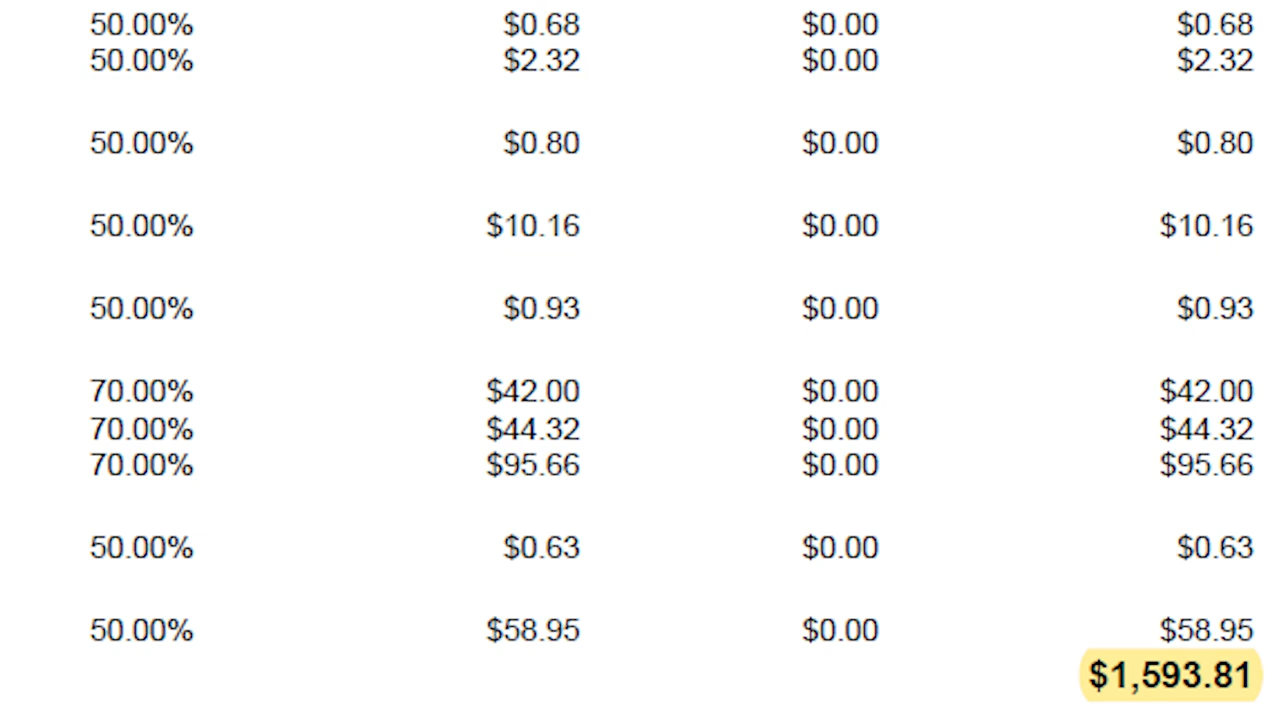 50.00% $0.68 $0.00 $0.68
50.00% $2.32 $0.00 $2.32
50.00% $0.80 $0.00 $0.80
50.00% $10.16 $0.00 $10.16
50.00% $0.93 $0.00 $0.93
70.00% $42.00 $0.00 $42.00
70.00% $44.32 $0.00 $44.32
70.00% $95.66 $0.00 $95.66
50.00% $0.63 $0.00 $0.63
50.00% $58.95 $0.00 $58.95
$1,593.81